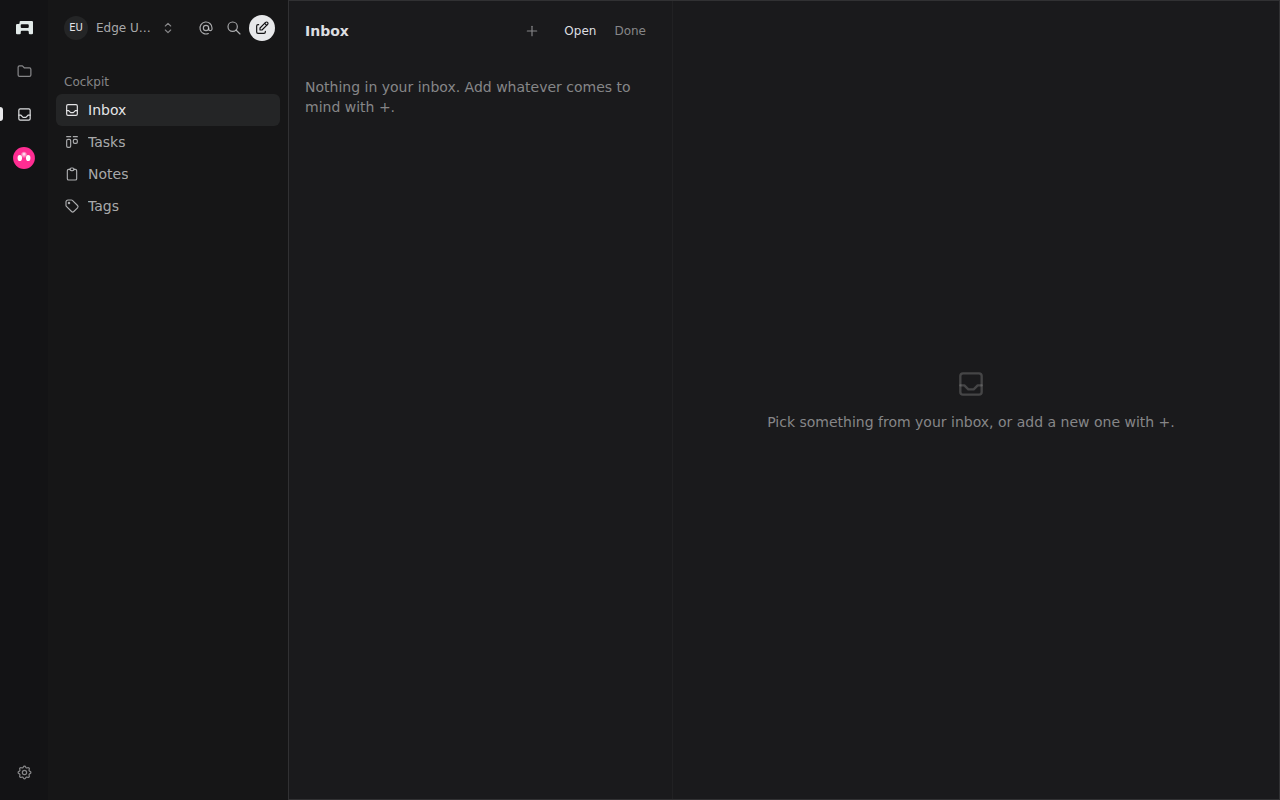 EU Edge U...
Cockpit
Inbox
Tasks
Notes
Tags
Inbox
Open
Done
Nothing in your inbox. Add whatever comes to
mind with +.
Pick something from your inbox, or add a new one with +.